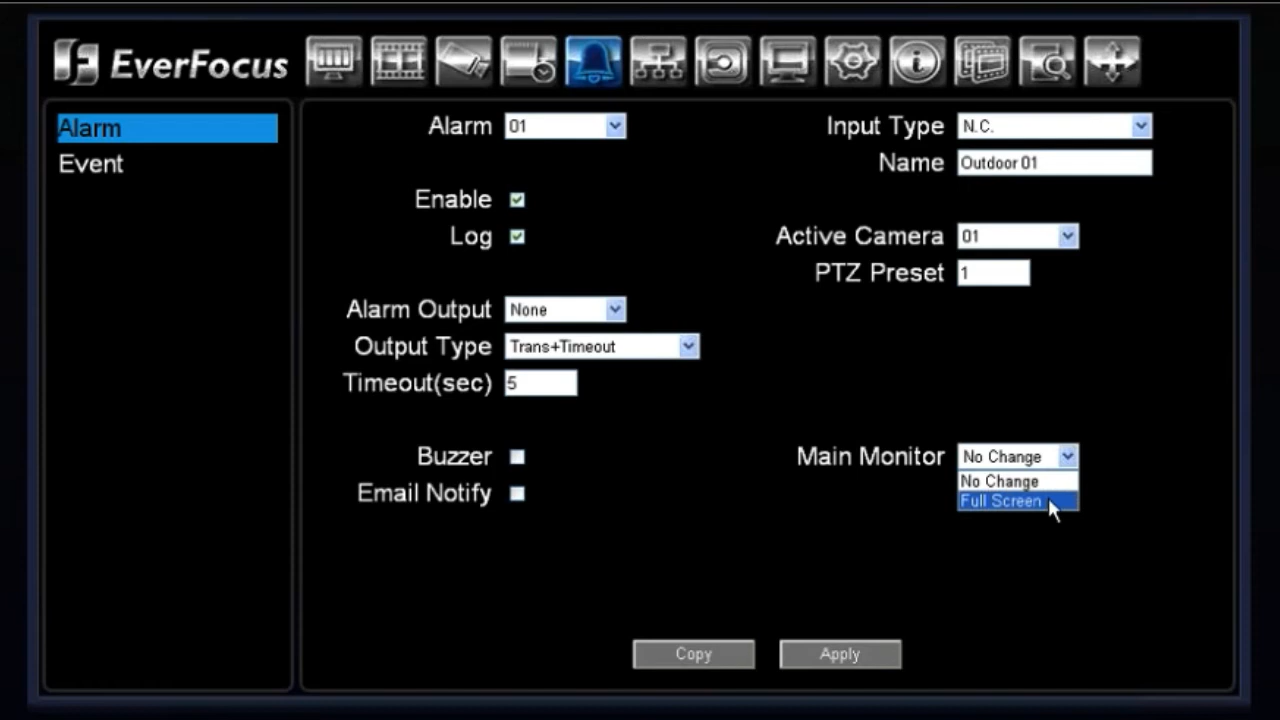 EverFocus
Alarm
Event
Alarm 01
Input Type N.C.
Name Outdoor 01
Enable
Log
Active Camera 01
PTZ Preset 1
Alarm Output None
Output Type Trans+Timeout
Timeout(sec) 5
Buzzer
Main Monitor No Change
No Change
Email Notify
Full Screen
Copy Apply